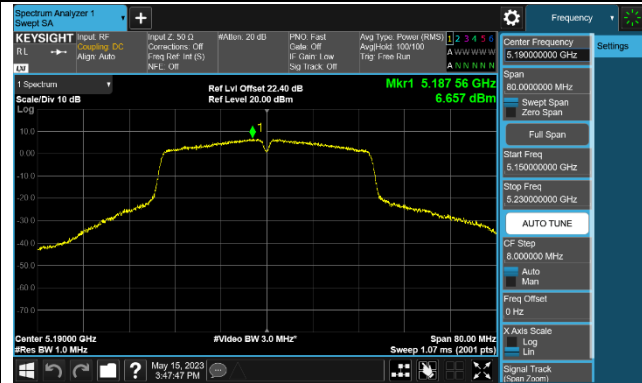 Spectrum Analyzer 1
Swept SA
Frequency
KEYSIGHT
RL
LXI
Input: RF
Coupling: DC
Align: Auto
Input Z: 50 Ω
Corrections: Off
Freq Ref: Int (S)
NFE: Off
#Atten: 20 dB
PNO: Fast
Gate: Off
IF Gain: Low
Sig Track: Off
Avg Type: Power (RMS)
Avg|Hold: 100/100
Trig: Free Run
1 2 3 4 5 6
A W W W W W
A N N N N N
1 Spectrum
Scale/Div 10 dB
Log
Ref Lvl Offset 22.40 dB
Ref Level 20.00 dBm
Mkr1 5.187 56 GHz
6.657 dBm
1
10.0
0.00
-10.0
-20.0
-30.0
-40.0
-50.0
-60.0
-70.0
Center 5.19000 GHz
#Res BW 1.0 MHz
#Video BW 3.0 MHz*
Span 80.00 MHz
Sweep 1.07 ms (2001 pts)
Center Frequency
5.190000000 GHz
Settings
Span
80.0000000 MHz
Swept Span
Zero Span
Full Span
Start Freq
5.150000000 GHz
Stop Freq
5.230000000 GHz
AUTO TUNE
CF Step
8.000000 MHz
Auto
Man
Freq Offset
0 Hz
X Axis Scale
Log
Lin
Signal Track
(Span Zoom)
?
May 15, 2023
3:47:47 PM